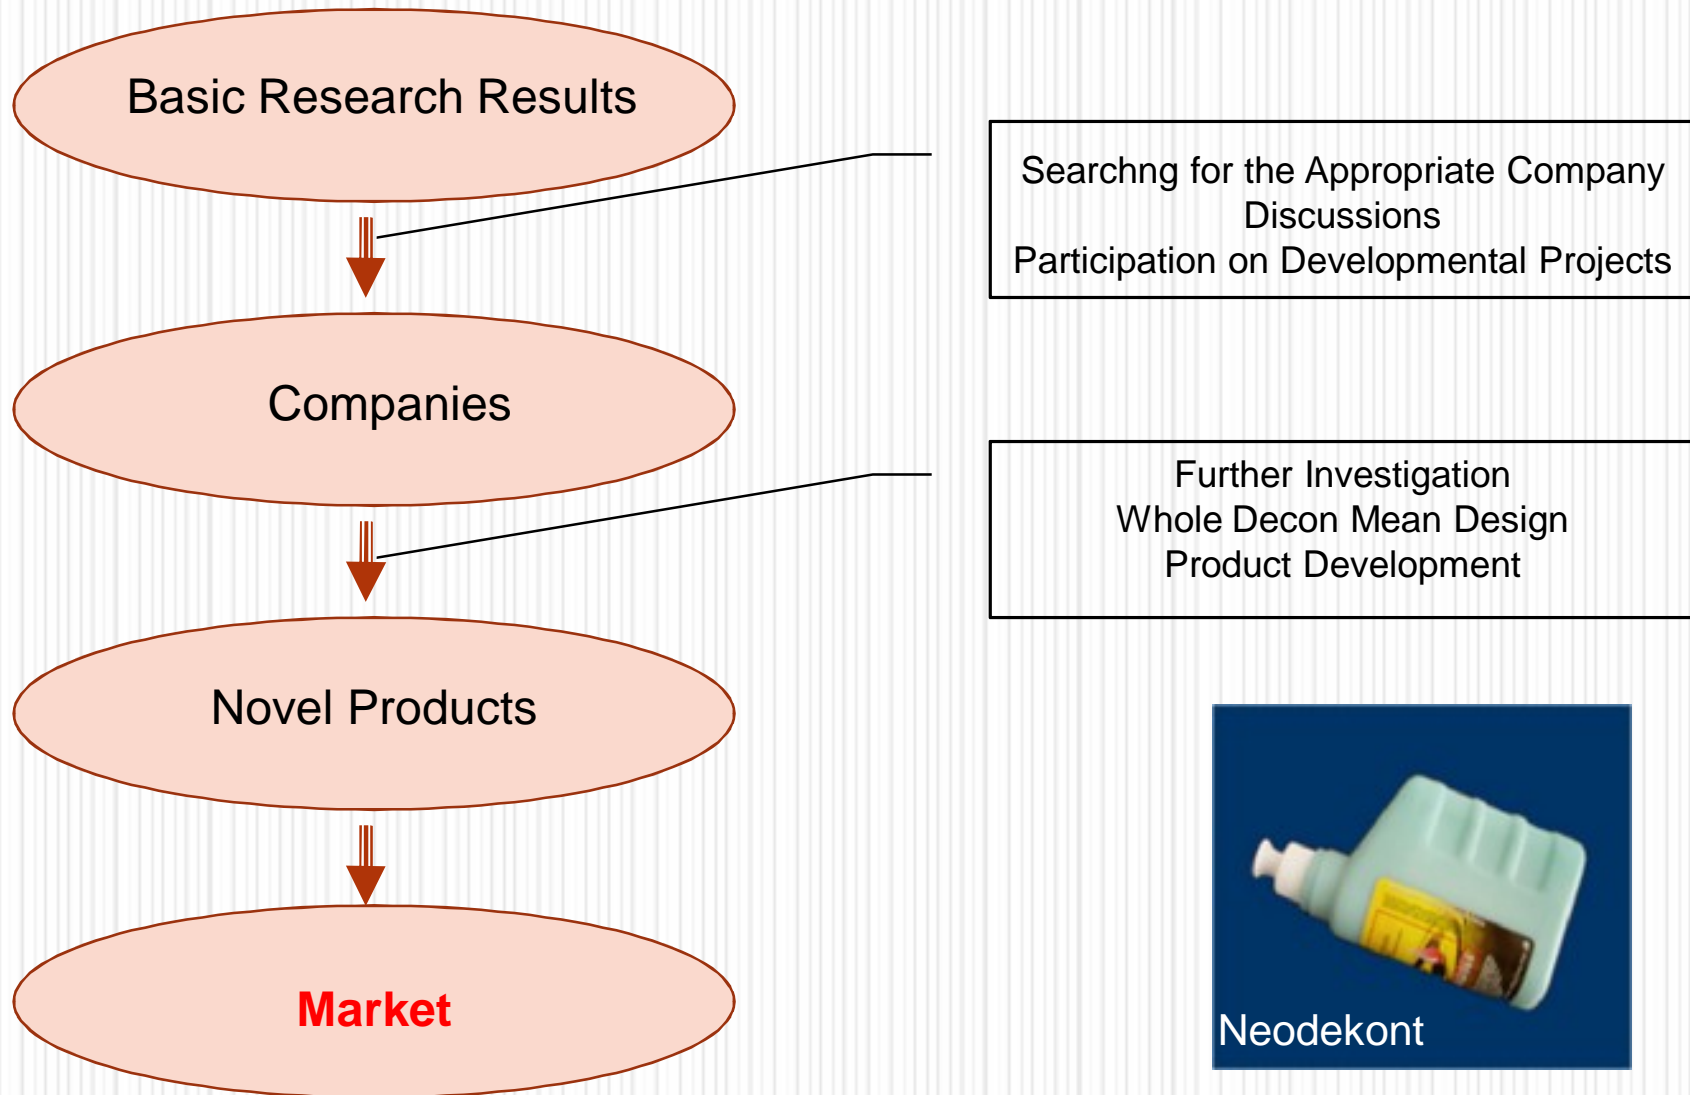 Basic Research Results
Searchng for the Appropriate Company
Discussions
Participation on Developmental Projects
Companies
Further Investigation
Whole Decon Mean Design
Product Development
Novel Products
Market
Neodekont